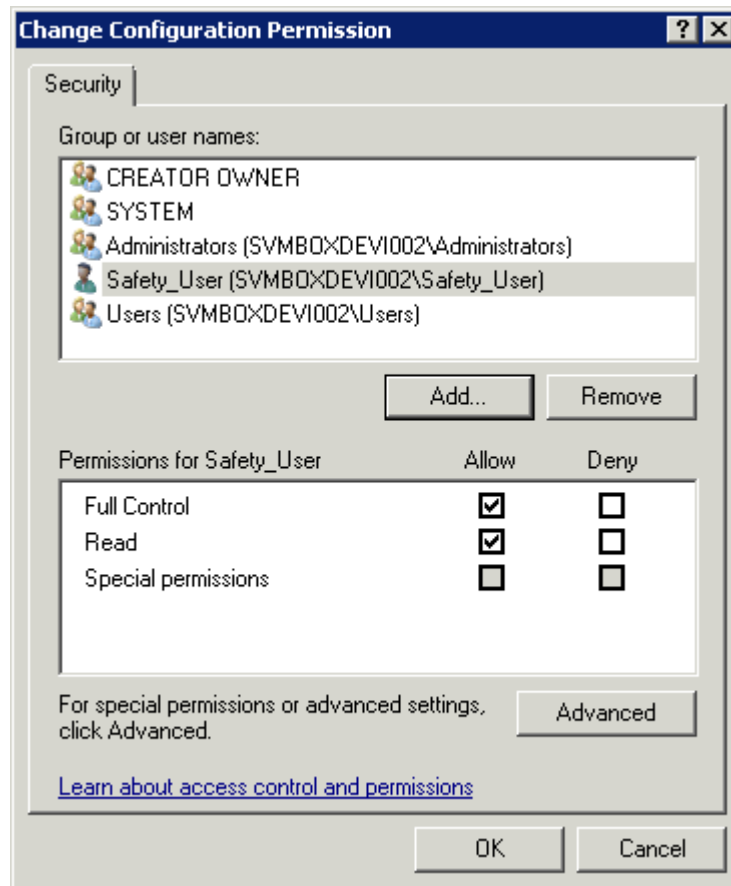 Change Configuration Permission
Security
Group or user names:
CREATOR OWNER
SYSTEM
Administrators (SVMBOXDEVI002\Administrators)
Safety_User (SVMBOXDEVI002\Safety_User)
Users (SVMBOXDEVI002\Users)
Add... Remove
Permissions for Safety_User Allow Deny
Full Control
Read
Special permissions
For special permissions or advanced settings,
click Advanced.
Advanced
Learn about access control and permissions
OK Cancel